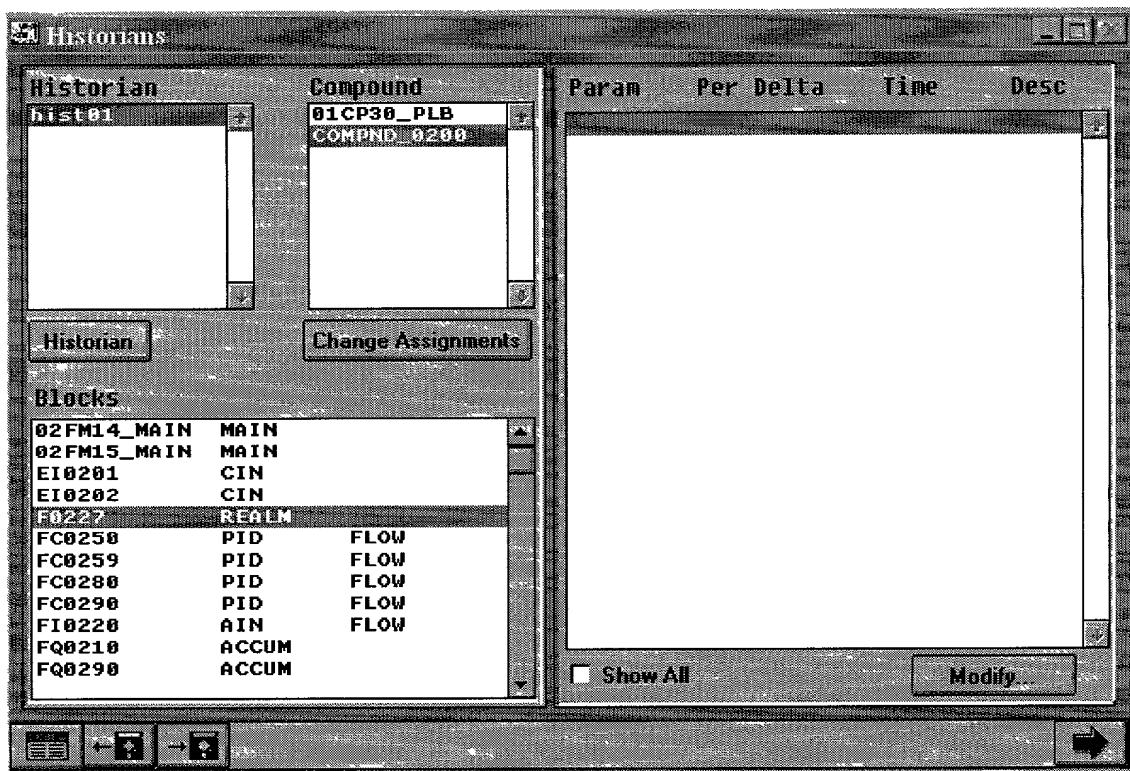 Historians
Historian
hist01
Historian
Compound
01CP30_PLB
COMPND_0200
Change Assignments
Blocks
02FM14_MAIN MAIN
02FM15_MAIN MAIN
EI0201 CIN
EI0202 CIN
F0227 REALM
FC0250 PID FLOW
FC0259 PID FLOW
FC0280 PID FLOW
FC0290 PID FLOW
FI0220 AIN FLOW
FQ0210 ACCUM
FQ0290 ACCUM
Param Per Delta Time Desc
Show All
Modify...